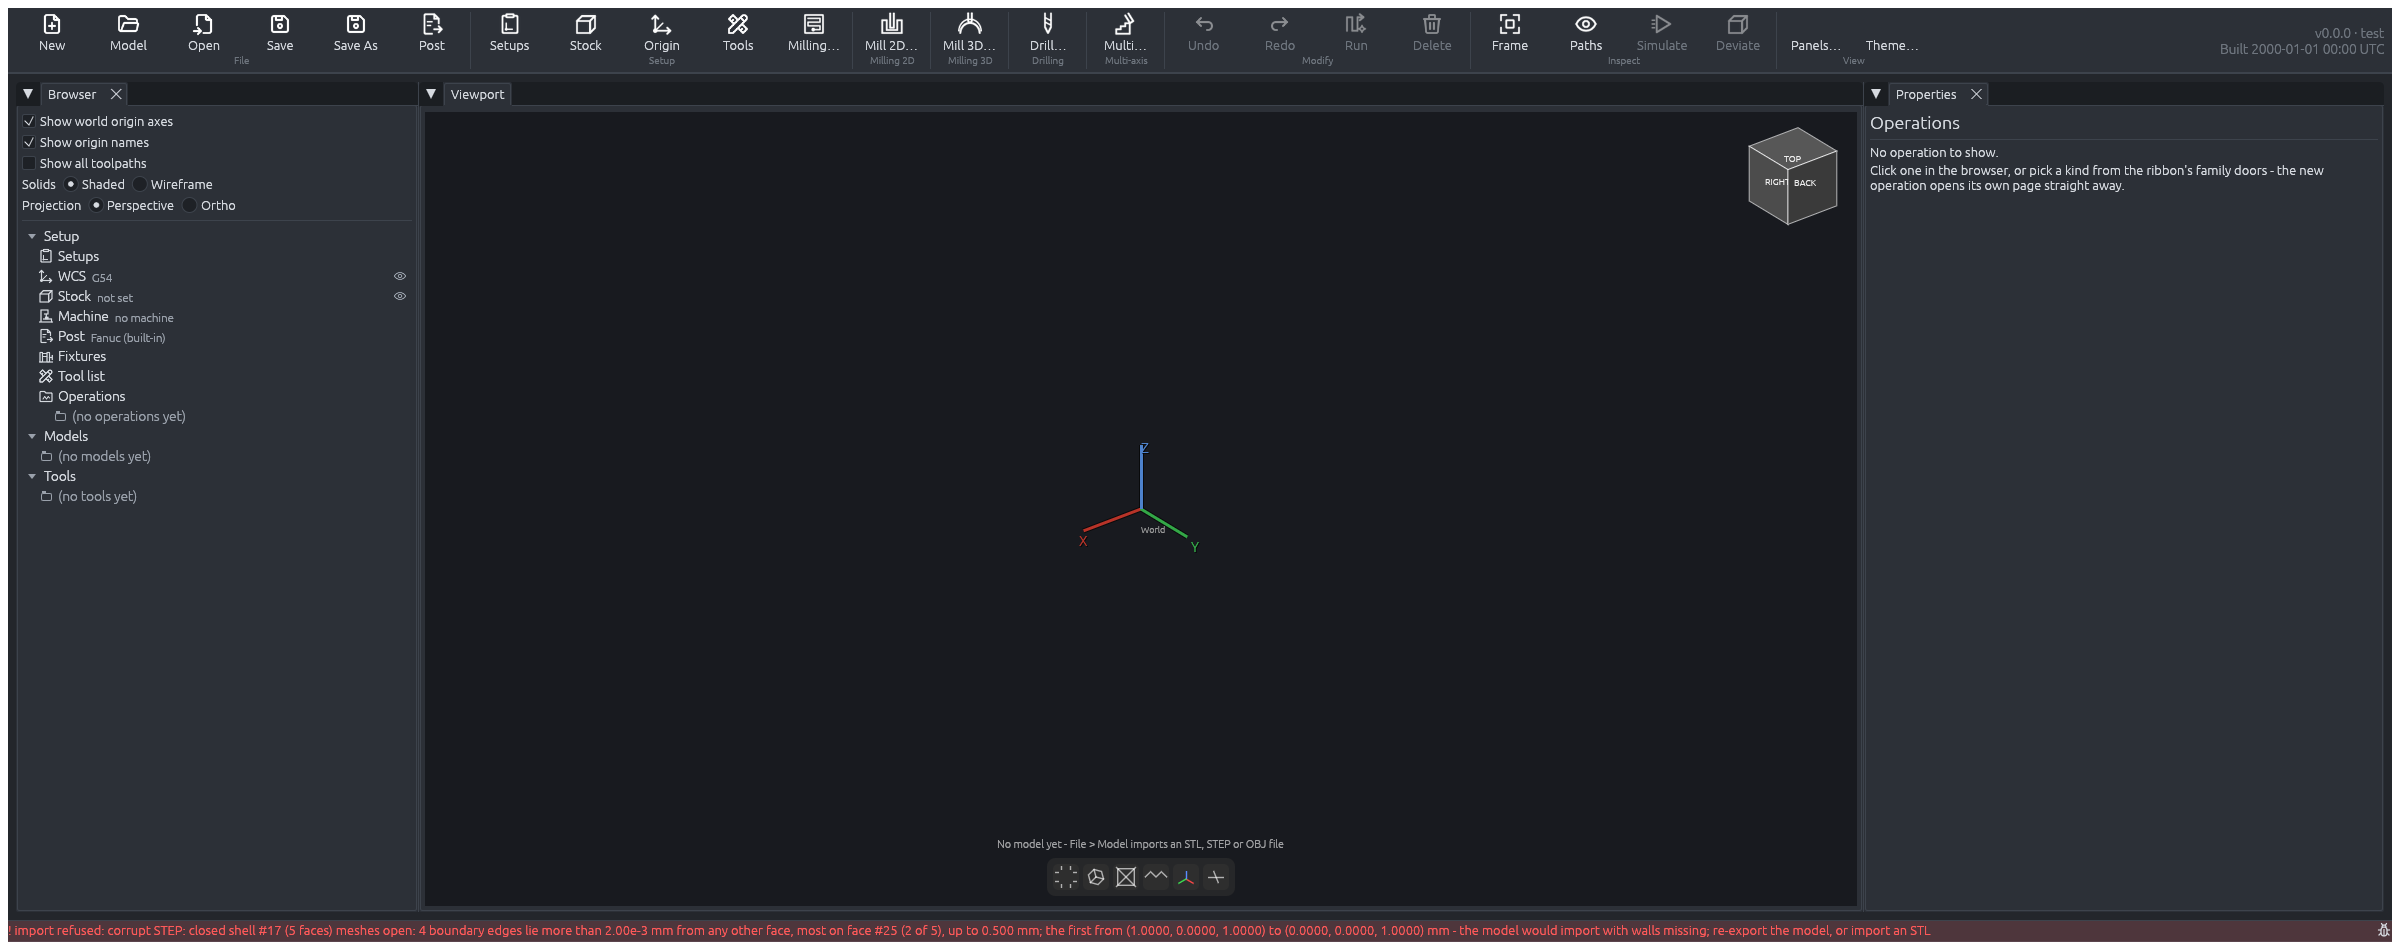 New Model Open Save Save As Post Setups Stock Origin Tools Milling... Mill 2D... Mill 3D... Drill... Multi... Undo Redo Run Delete Frame Paths Simulate Deviate Panels... Theme...
File Setup Milling 2D Milling 3D Drilling Multi-axis Modify Inspect View
v0.0.0 · test
Built 2000-01-01 00:00 UTC
Browser
Show world origin axes
Show origin names
Show all toolpaths
Solids Shaded Wireframe
Projection Perspective Ortho
Setup
Setups
WCS G54
Stock not set
Machine no machine
Post Fanuc (built-in)
Fixtures
Tool list
Operations
(no operations yet)
Models
(no models yet)
Tools
(no tools yet)
Viewport
TOP
RIGHT BACK
Z
World
X
Y
No model yet - File > Model imports an STL, STEP or OBJ file
Properties
Operations
No operation to show.
Click one in the browser, or pick a kind from the ribbon's family doors - the new
operation opens its own page straight away.
! import refused: corrupt STEP: closed shell #17 (5 faces) meshes open: 4 boundary edges lie more than 2.00e-3 mm from any other face, most on face #25 (2 of 5), up to 0.500 mm; the first from (1.0000, 0.0000, 1.0000) to (0.0000, 0.0000, 1.0000) mm - the model would import with walls missing; re-export the model, or import an STL